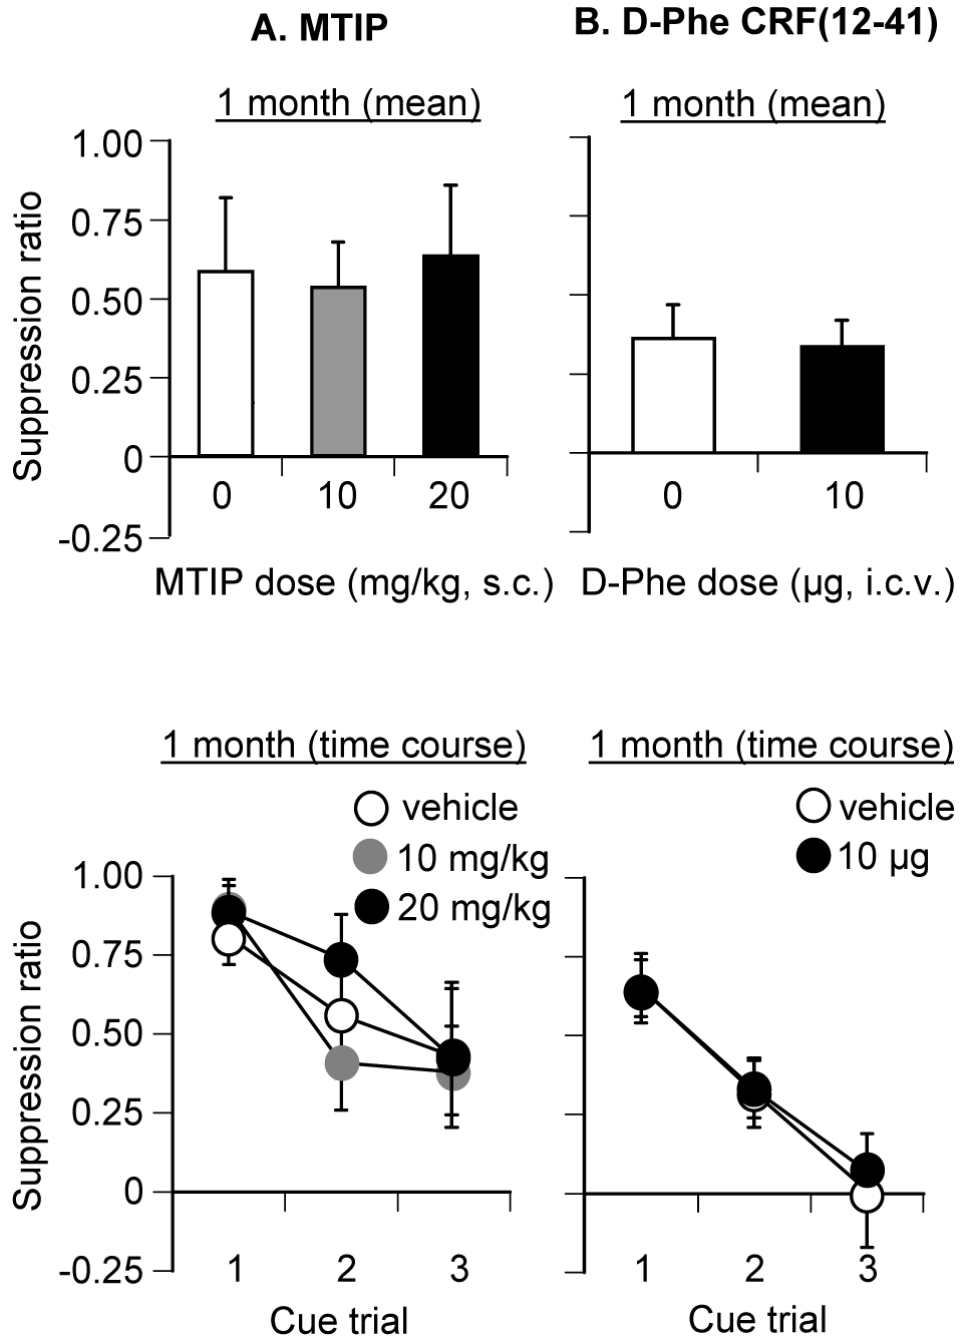 A. MTIP
B. D-Phe CRF(12-41)
1 month (mean)
1 month (mean)
Suppression ratio
1.00
0.75
0.50
0.25
0
-0.25
0 10 20
0 10
MTIP dose (mg/kg, s.c.)
D-Phe dose (µg, i.c.v.)
1 month (time course)
1 month (time course)
vehicle
10 mg/kg
20 mg/kg
vehicle
10 µg
Suppression ratio
1.00
0.75
0.50
0.25
0
-0.25
1 2 3
1 2 3
Cue trial
Cue trial